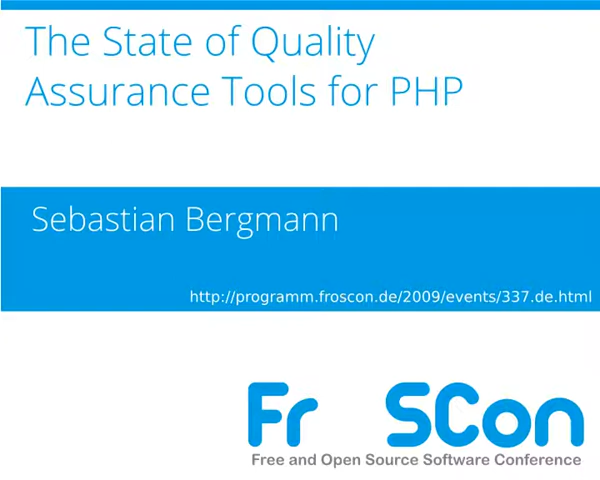 The State of Quality
Assurance Tools for PHP
Sebastian Bergmann
http://programm.froscon.de/2009/events/337.de.html
Fr SCon
Free and Open Source Software Conference